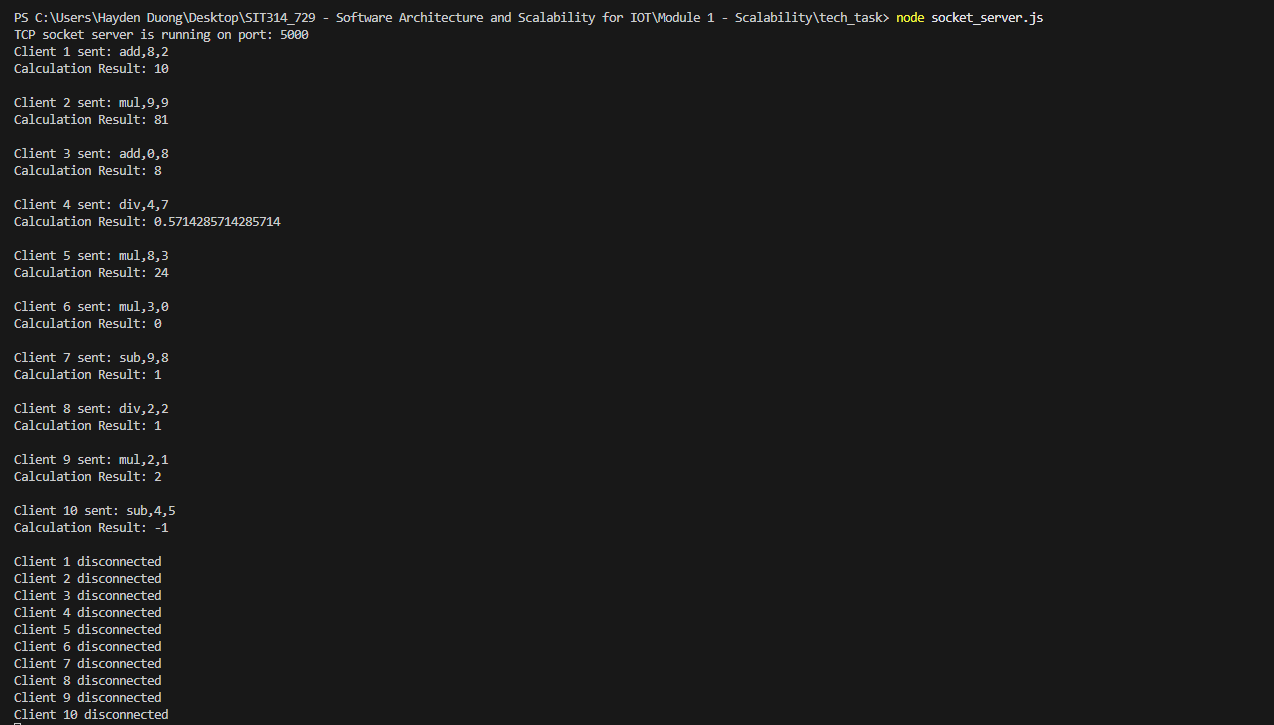 PS C:\Users\Hayden Duong\Desktop\SIT314_729 - Software Architecture and Scalability for IOT\Module 1 - Scalability\tech_task> node socket_server.js
TCP socket server is running on port: 5000
Client 1 sent: add,8,2
Calculation Result: 10
Client 2 sent: mul,9,9
Calculation Result: 81
Client 3 sent: add,0,8
Calculation Result: 8
Client 4 sent: div,4,7
Calculation Result: 0.5714285714285714
Client 5 sent: mul,8,3
Calculation Result: 24
Client 6 sent: mul,3,0
Calculation Result: 0
Client 7 sent: sub,9,8
Calculation Result: 1
Client 8 sent: div,2,2
Calculation Result: 1
Client 9 sent: mul,2,1
Calculation Result: 2
Client 10 sent: sub,4,5
Calculation Result: -1
Client 1 disconnected
Client 2 disconnected
Client 3 disconnected
Client 4 disconnected
Client 5 disconnected
Client 6 disconnected
Client 7 disconnected
Client 8 disconnected
Client 9 disconnected
Client 10 disconnected